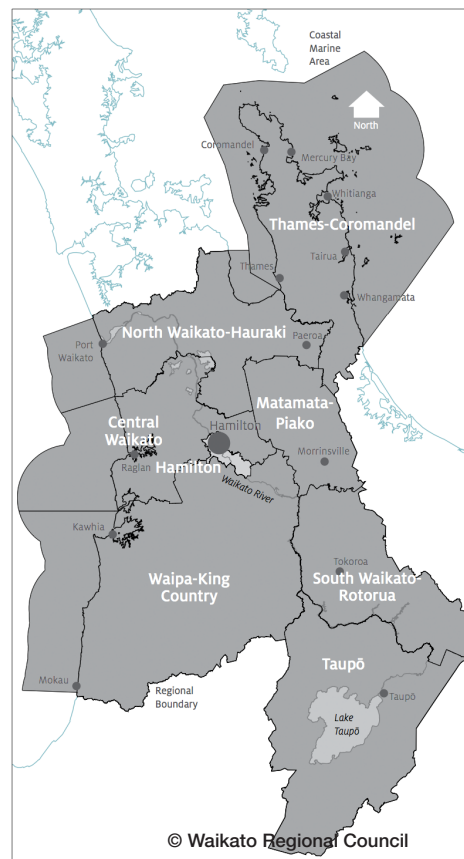 Coastal
Marine
Area
North
Coromandel
Mercury Bay
Whitianga
Thames-Coromandel
Tairua
Thames
Whangamata
North Waikato-Hauraki
Port
Waikato
Paeroa
Matamata-
Piako
Central
Waikato
Hamilton
Ragian
Hamilton
Morrinsville
Waikato River
Kawhia
Waipa-King
Country
Tokoroa
South Waikato-
Rotorua
Taupō
Mokau
Regional
Boundary
Taupō
Lake
Taupō
© Waikato Regional Council